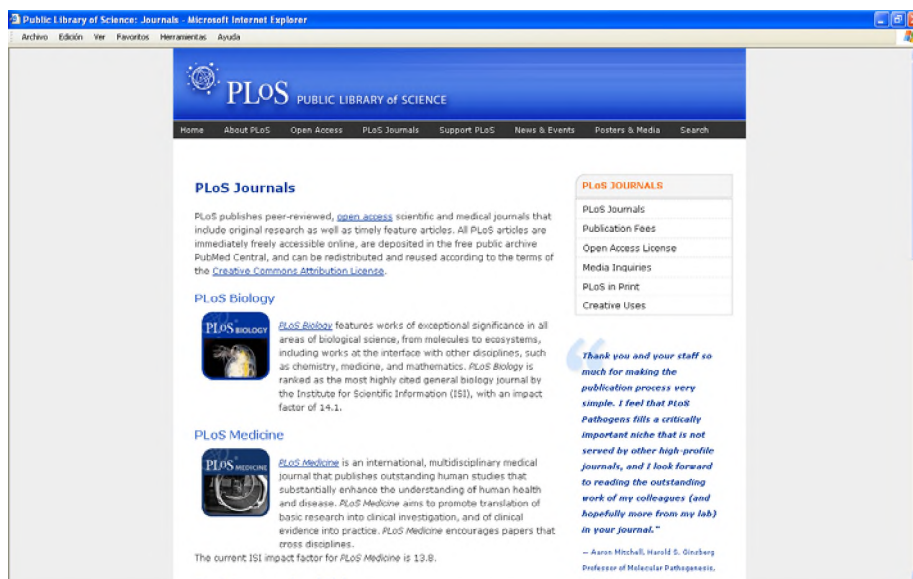 Public Library of Science: Journals - Microsoft Internet Explorer
Archivo Edición Ver Favoritos Herramientas Ayuda
PLoS PUBLIC LIBRARY of SCIENCE
Home About PLoS Open Access PLoS Journals Support PLoS News & Events Posters & Media Search
PLoS Journals
PLoS publishes peer-reviewed, open access scientific and medical journals that
include original research as well as timely feature articles. All PLoS articles are
immediately freely accessible online, are deposited in the free public archive
PubMed Central, and can be redistributed and reused according to the terms of
the Creative Commons Attribution License.
PLoS Biology
PLOS BIOLOGY
PLoS Biology features works of exceptional significance in all
areas of biological science, from molecules to ecosystems,
including works at the interface with other disciplines, such
as chemistry, medicine, and mathematics. PLoS Biology is
ranked as the most highly cited general biology journal by
the Institute for Scientific Information (ISI), with an impact
factor of 14.1.
PLoS Medicine
PLOS MEDICINE
PLoS Medicine is an international, multidisciplinary medical
journal that publishes outstanding human studies that
substantially enhance the understanding of human health
and disease. PLoS Medicine aims to promote translation of
basic research into clinical investigation, and of clinical
evidence into practice. PLoS Medicine encourages papers that
cross disciplines.
The current ISI impact factor for PLoS Medicine is 13.8.
PLoS JOURNALS
PLoS Journals
Publication Fees
Open Access License
Media Inquiries
PLoS in Print
Creative Uses
“
Thank you and your staff so
much for making the
publication process very
simple. I feel that PLoS
Pathogens fills a critically
important niche that is not
served by other high-profile
journals, and I look forward
to reading the outstanding
work of my colleagues (and
hopefully more from my lab)
in your journal."
— Aaron Mitchell, Harold S. Ginsberg
Professor of Molecular Pathogenesis,